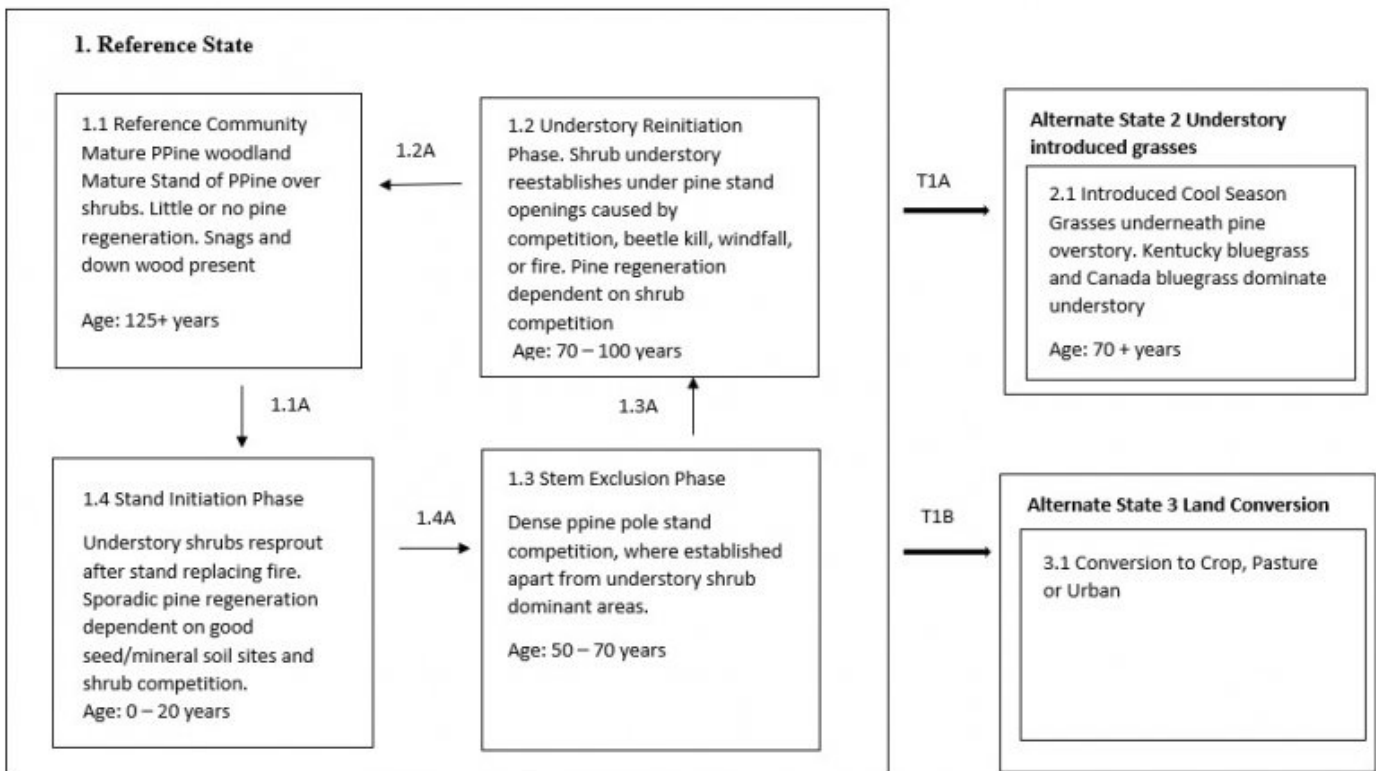 1. Reference State
1.1 Reference Community
Mature PPine woodland
Mature Stand of PPine over
shrubs. Little or no pine
regeneration. Snags and
down wood present
Age: 125+ years
1.2A
1.2 Understory Reinitiation
Phase. Shrub understory
reestablishes under pine stand
openings caused by
competition, beetle kill, windfall,
or fire. Pine regeneration
dependent on shrub
competition
Age: 70 – 100 years
T1A
Alternate State 2 Understory
introduced grasses
2.1 Introduced Cool Season
Grasses underneath pine
overstory. Kentucky bluegrass
and Canada bluegrass dominate
understory
Age: 70 + years
1.1A
1.3A
1.4 Stand Initiation Phase
Understory shrubs resprout
after stand replacing fire.
Sporadic pine regeneration
dependent on good
seed/mineral soil sites and
shrub competition.
Age: 0 – 20 years
1.4A
1.3 Stem Exclusion Phase
Dense ppine pole stand
competition, where established
apart from understory shrub
dominant areas.
Age: 50 – 70 years
T1B
Alternate State 3 Land Conversion
3.1 Conversion to Crop, Pasture
or Urban